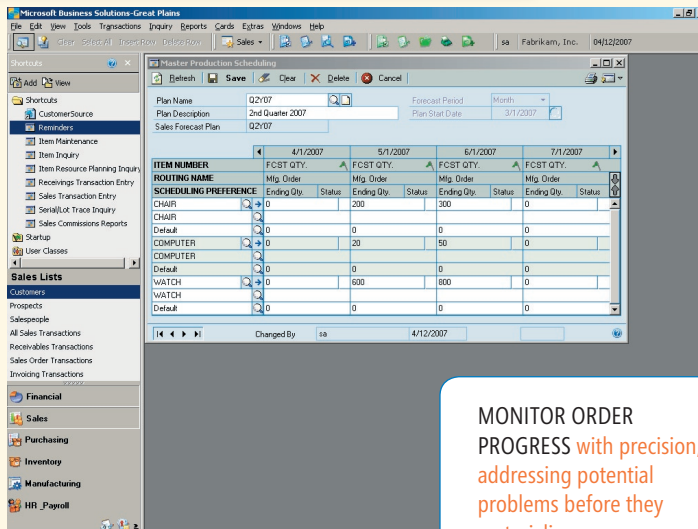 Microsoft Business Solutions-Great Plains
File Edit View Tools Transactions Inquiry Reports Cards Extras Windows Help
Clear Select All Insert Row Delete Row Sales sa Fabrikam, Inc. 04/12/2007
Shortcuts
Add View
Shortcuts
CustomerSource
Reminders
Item Maintenance
Item Inquiry
Item Resource Planning Inquiry
Receivings Transaction Entry
Sales Transaction Entry
Serial/Lot Trace Inquiry
Sales Commissions Reports
Startup
User Classes
Sales Lists
Customers
Prospects
Salespeople
All Sales Transactions
Receivables Transactions
Sales Order Transactions
Invoicing Transactions
Financial
Sales
Purchasing
Inventory
Manufacturing
HR_Payroll
Master Production Scheduling
Refresh Save Clear Delete Cancel
Plan Name Q2Y07 Forecast Period Month
Plan Description 2nd Quarter 2007 Plan Start Date 3/1/2007
Sales Forecast Plan Q2Y07
4/1/2007 5/1/2007 6/1/2007 7/1/2007
ITEM NUMBER FCST QTY. FCST QTY. FCST QTY. FCST QTY.
ROUTING NAME Mfg. Order Mfg. Order Mfg. Order Mfg. Order
SCHEDULING PREFERENCE Ending Qty. Status Ending Qty. Status Ending Qty. Status Ending Qty. Status
CHAIR 0 200 300 0
CHAIR
Default 0 0 0 0
COMPUTER 0 20 50 0
COMPUTER
Default 0 0 0 0
WATCH 0 600 800 0
WATCH
Default 0 0 0 0
Changed By sa 4/12/2007
MONITOR ORDER
PROGRESS with precision,
addressing potential
problems before they